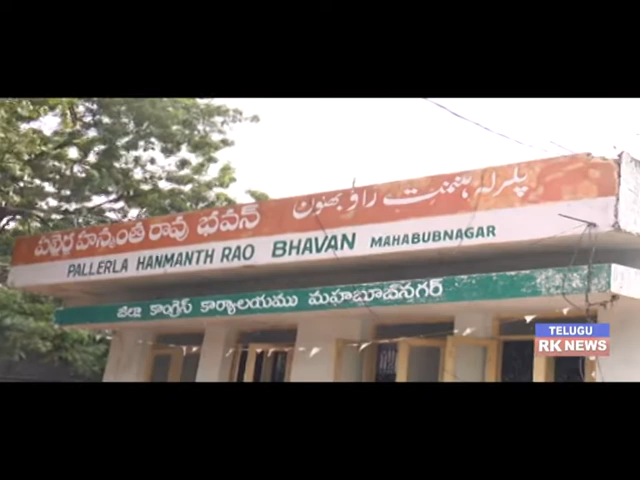 పల్లెర్ల హన్మంత్ రావు భవన్ پلرلہ ہنمنت راؤ بھون
PALLERLA HANMANTH RAO BHAVAN MAHABUBNAGAR
జిల్లా కాంగ్రెస్ కార్యాలయము మహబూవ్‌నగర్
TELUGU
RK NEWS